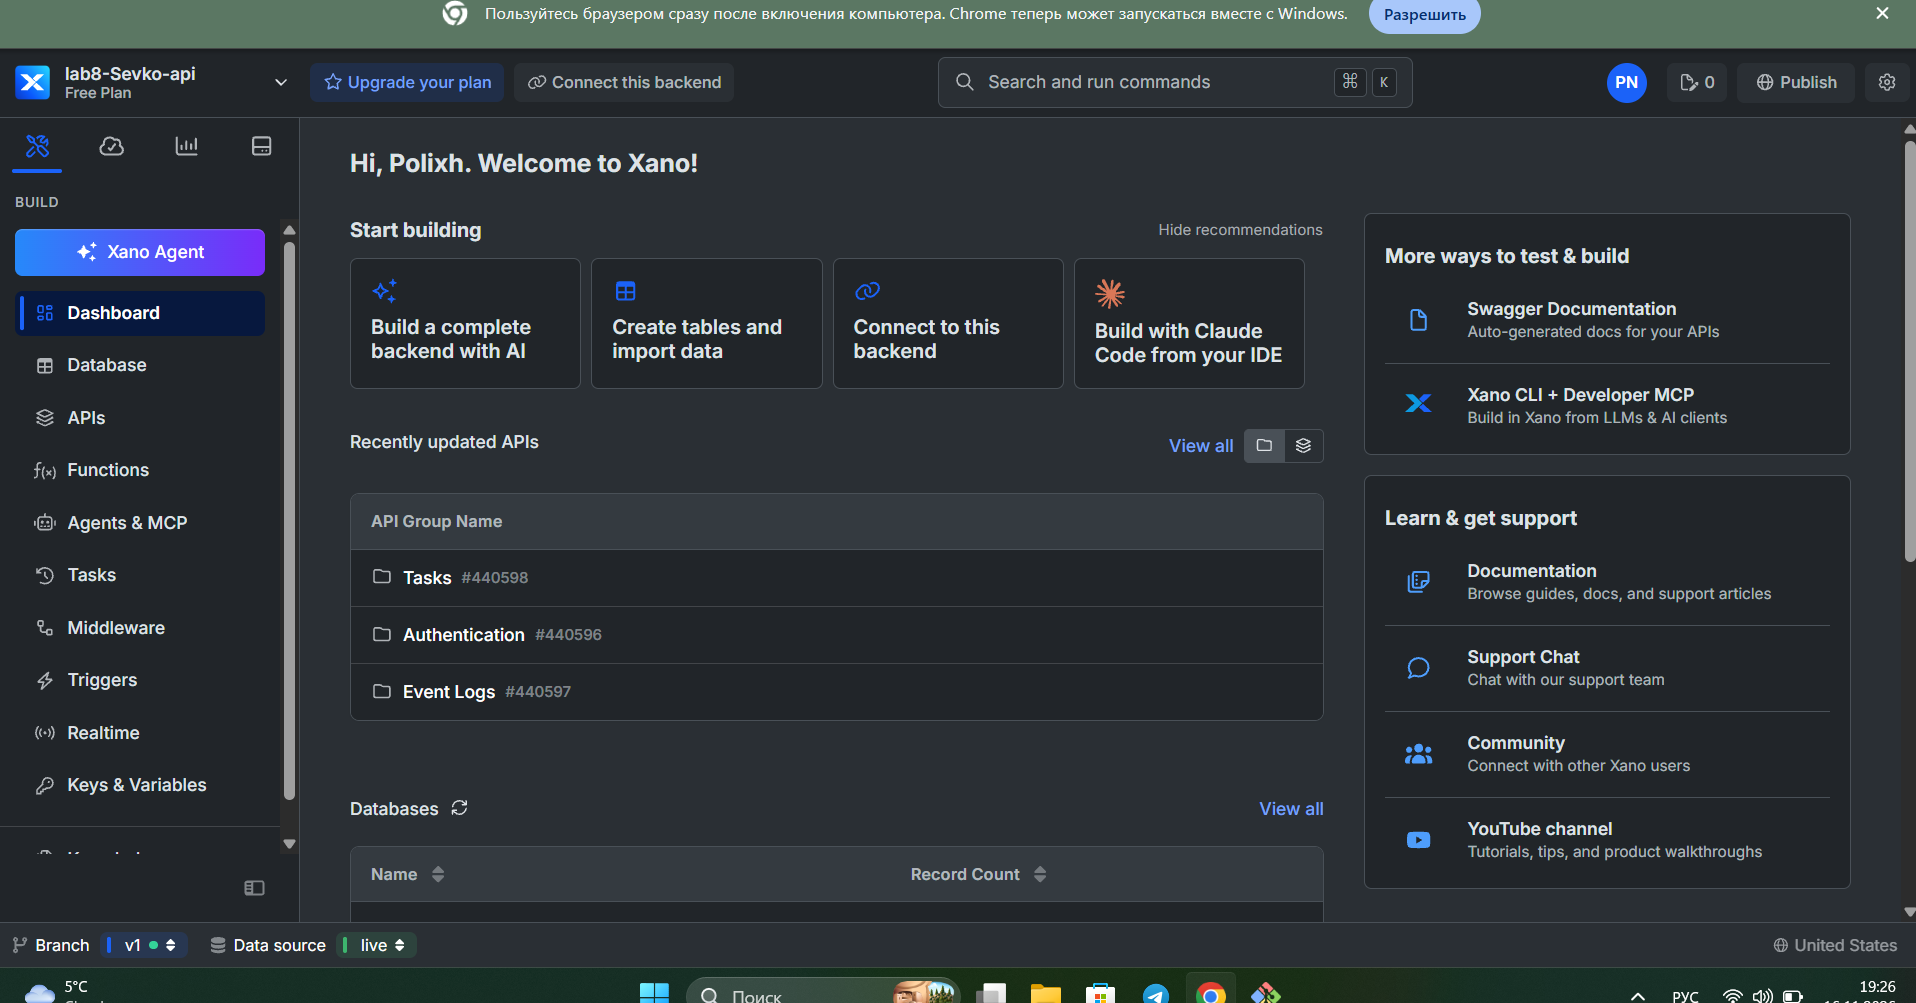 Пользуйтесь браузером сразу после включения компьютера. Chrome теперь может запускаться вместе с Windows.
Разрешить
lab8-Sevko-api
Free Plan
Upgrade your plan
Connect this backend
Search and run commands
⌘ K
PN
0
Publish
BUILD
Xano Agent
Dashboard
Database
APIs
Functions
Agents & MCP
Tasks
Middleware
Triggers
Realtime
Keys & Variables
Hi, Polixh. Welcome to Xano!
Start building
Hide recommendations
Build a complete
backend with AI
Create tables and
import data
Connect to this
backend
Build with Claude
Code from your IDE
Recently updated APIs
View all
API Group Name
Tasks #440598
Authentication #440596
Event Logs #440597
Databases
View all
Name
Record Count
More ways to test & build
Swagger Documentation
Auto-generated docs for your APIs
Xano CLI + Developer MCP
Build in Xano from LLMs & AI clients
Learn & get support
Documentation
Browse guides, docs, and support articles
Support Chat
Chat with our support team
Community
Connect with other Xano users
YouTube channel
Tutorials, tips, and product walkthroughs
Branch
v1
Data source
live
United States
5°C
Поиск
РУС
19:26